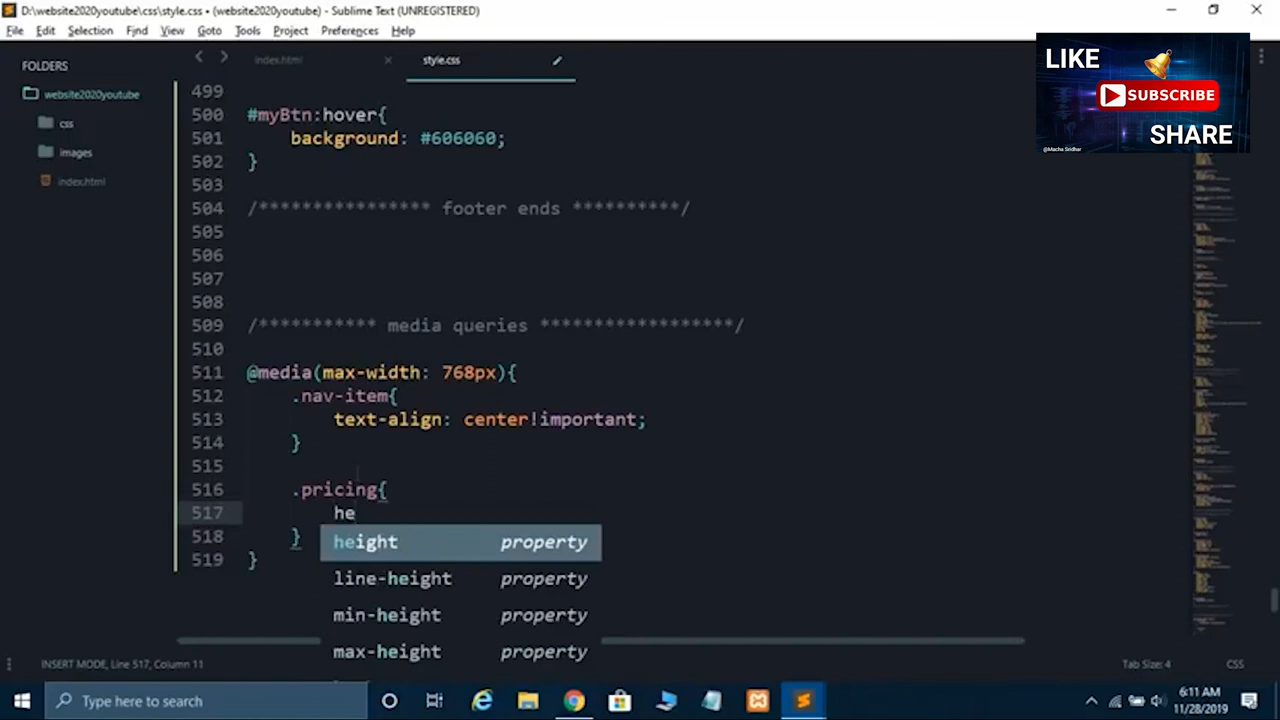 D:\website2020youtube\css\style.css • (website2020youtube) - Sublime Text (UNREGISTERED)
File Edit Selection Find View Goto Tools Project Preferences Help
FOLDERS
website2020youtube
css
images
index.html
index.html
style.css
LIKE
SUBSCRIBE
SHARE
@Macha Sridhar
499
500 #myBtn:hover{
501 background: #606060;
502 }
503
504 /**************** footer ends **********/
505
506
507
508
509 /*********** media queries ******************/
510
511 @media(max-width: 768px){
512 .nav-item{
513 text-align: center!important;
514 }
515
516 .pricing{
517 he
518 }
519 }
height property
line-height property
min-height property
max-height property
INSERT MODE, Line 517, Column 11
Tab Size: 4
CSS
Type here to search
6:11 AM
11/28/2019